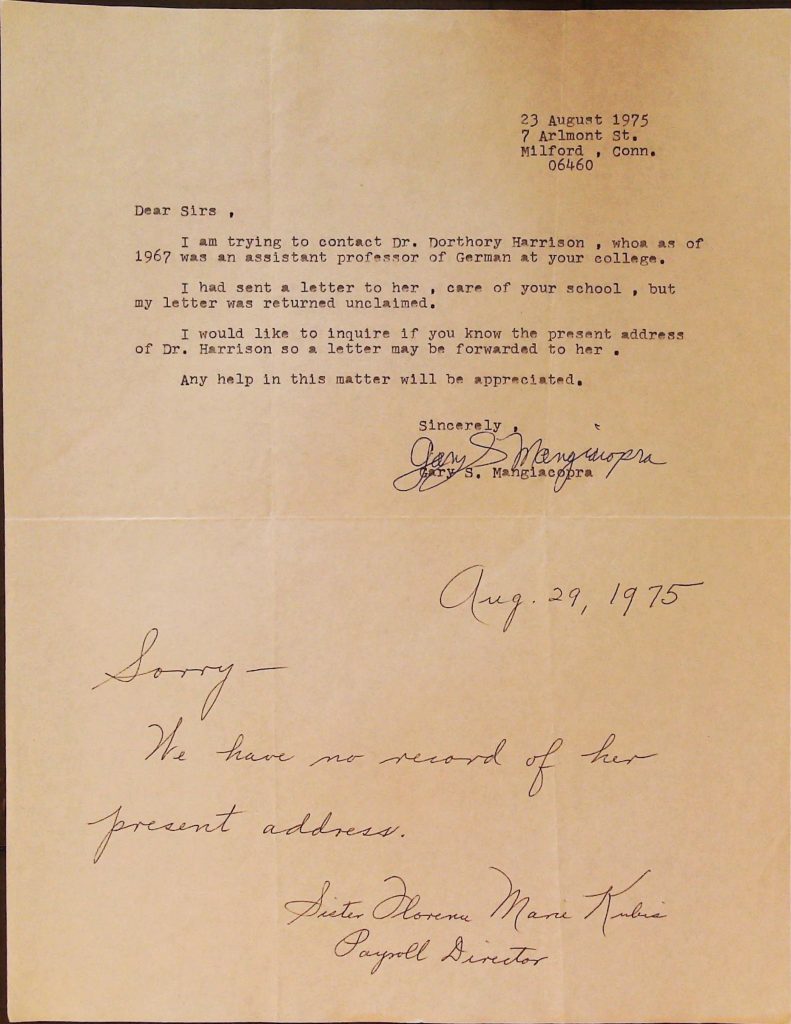 23 August 1975
7 Arlmont St.
Milford , Conn.
06460
Dear Sirs ,
I am trying to contact Dr. Dorthory Harrison , whoa as of
1967 was an assistant professor of German at your college.
I had sent a letter to her , care of your school , but
my letter was returned unclaimed.
I would like to inquire if you know the present address
of Dr. Harrison so a letter may be forwarded to her .
Any help in this matter will be appreciated.
Sincerely ,
Gary S Mangiacopra
Gary S. Mangiacopra
Aug. 29, 1975
Sorry —
We have no record of her
present address.
Sister Florence Marie Kubis
Payroll Director